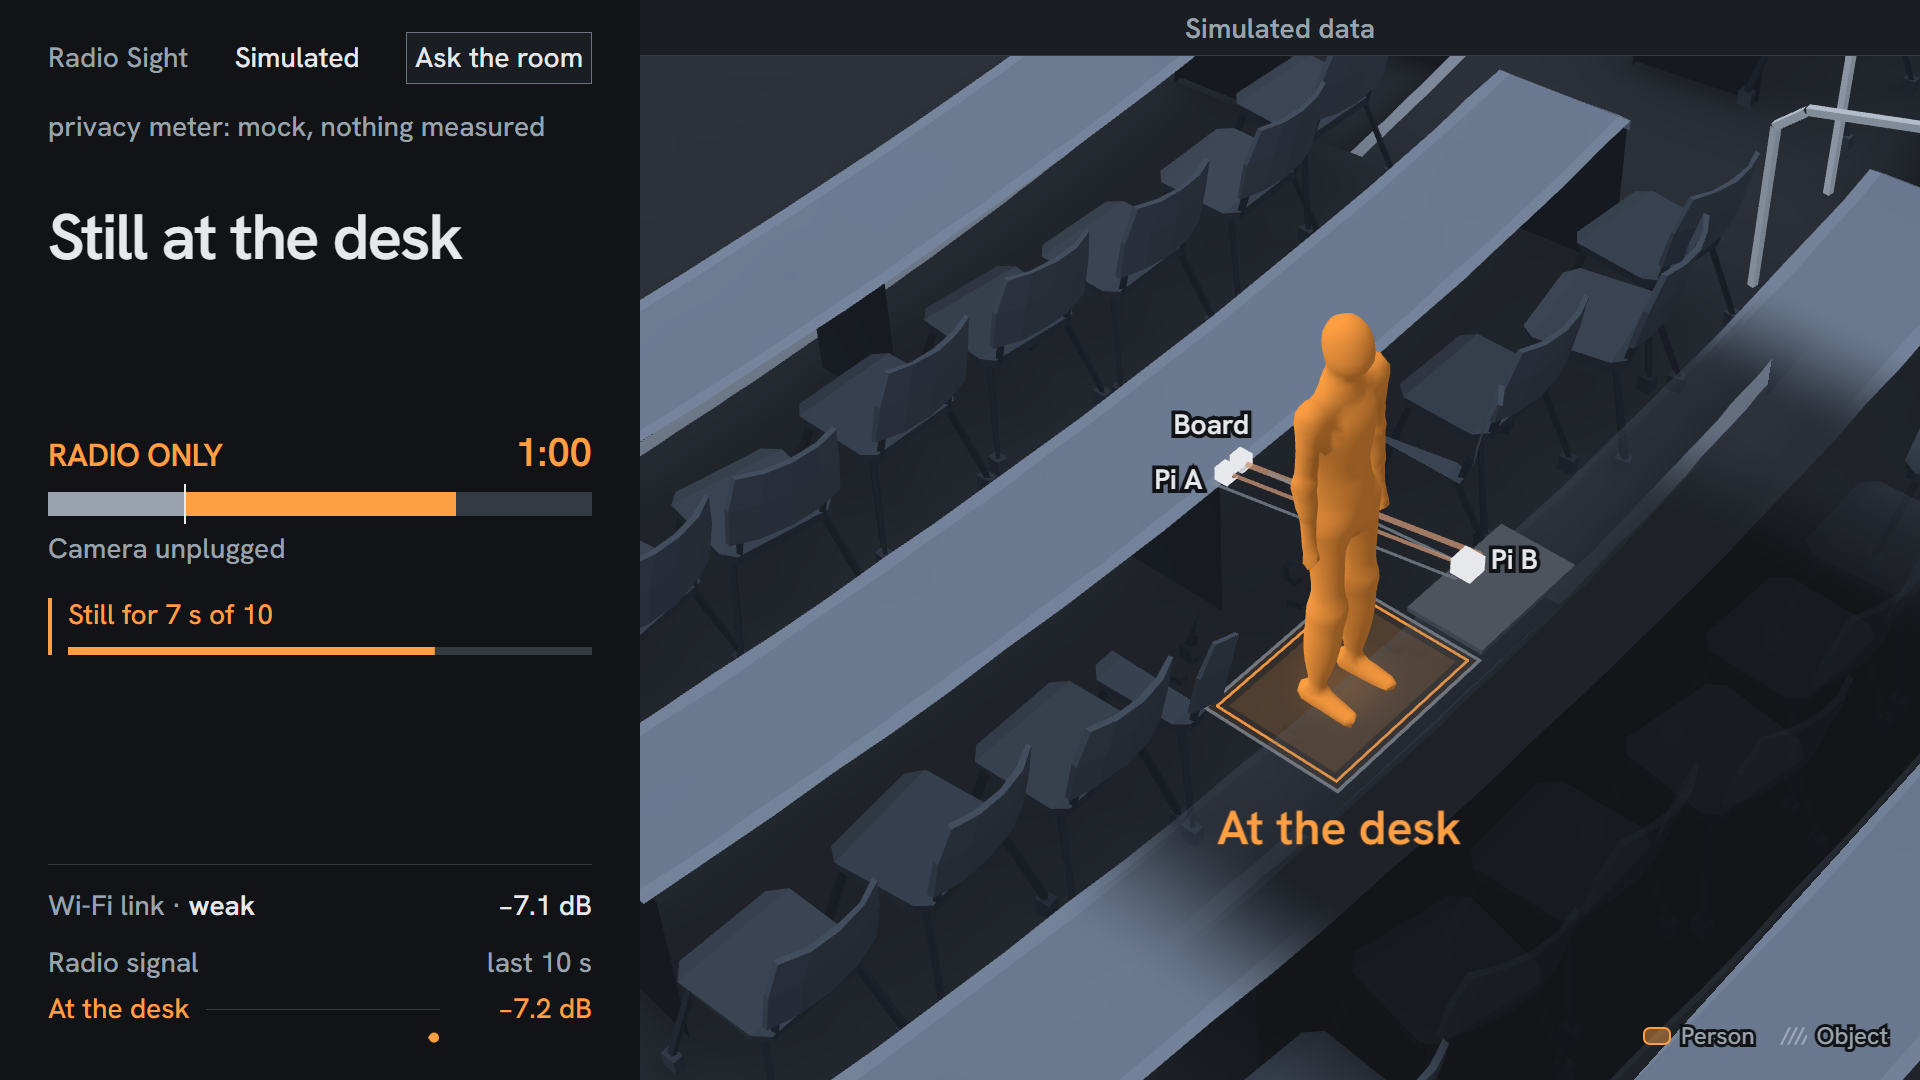 Radio Sight Simulated Ask the room
privacy meter: mock, nothing measured
Still at the desk
RADIO ONLY 1:00
Camera unplugged
Still for 7 s of 10
Wi-Fi link · weak −7.1 dB
Radio signal last 10 s
At the desk −7.2 dB
Simulated data
Board
Pi A
Pi B
At the desk
Person Object